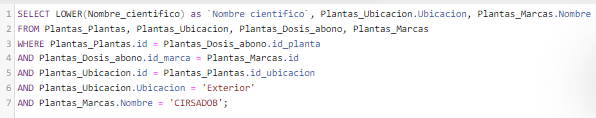 1 SELECT LOWER(Nombre_cientifico) as `Nombre cientifico`, Plantas_Ubicacion.Ubicacion, Plantas_Marcas.Nombre
2 FROM Plantas_Plantas, Plantas_Ubicacion, Plantas_Dosis_abono, Plantas_Marcas
3 WHERE Plantas_Plantas.id = Plantas_Dosis_abono.id_planta
4 AND Plantas_Dosis_abono.id_marca = Plantas_Marcas.id
5 AND Plantas_Ubicacion.id = Plantas_Plantas.id_ubicacion
6 AND Plantas_Ubicacion.Ubicacion = 'Exterior'
7 AND Plantas_Marcas.Nombre = 'CIRSADOB';